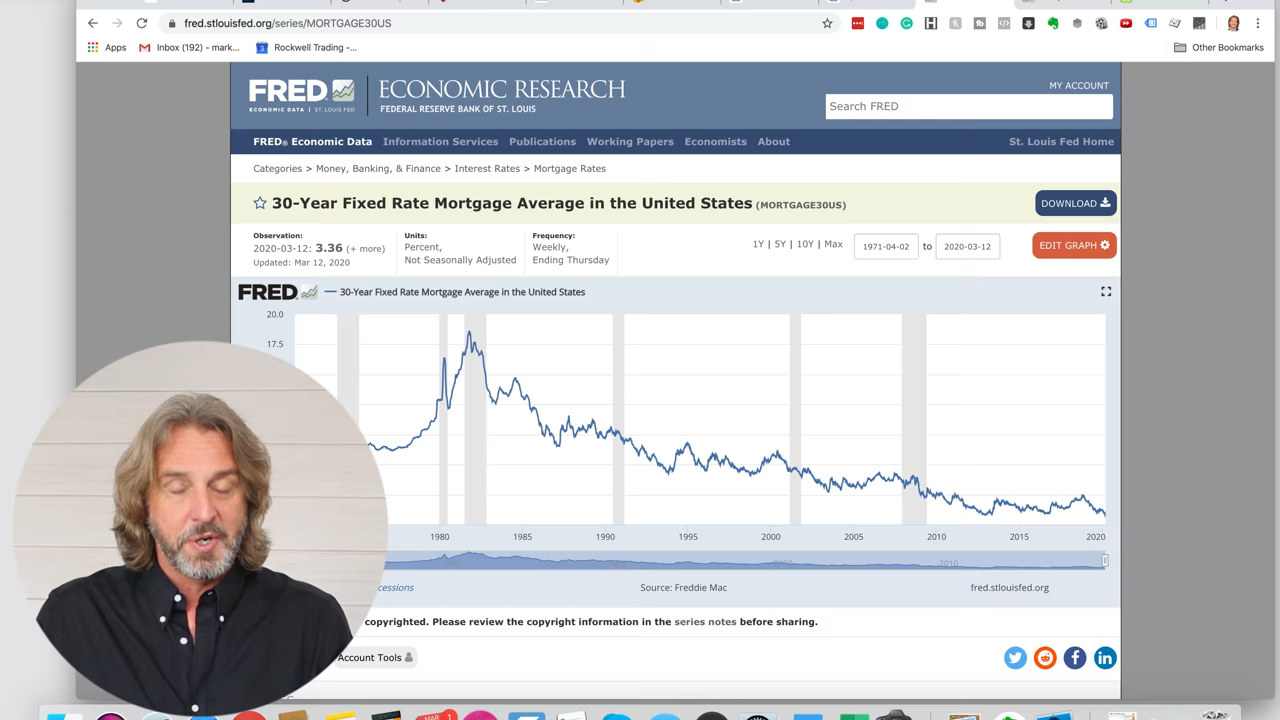 fred.stlouisfed.org/series/MORTGAGE30US
Apps Inbox (192) – mark... Rockwell Trading –... Other Bookmarks
FRED ECONOMIC RESEARCH
ECONOMIC DATA | ST. LOUIS FED FEDERAL RESERVE BANK OF ST. LOUIS
MY ACCOUNT
Search FRED
FRED® Economic Data Information Services Publications Working Papers Economists About St. Louis Fed Home
Categories > Money, Banking, & Finance > Interest Rates > Mortgage Rates
30-Year Fixed Rate Mortgage Average in the United States (MORTGAGE30US) DOWNLOAD
Observation: Units: Frequency:
2020-03-12: 3.36 (+ more) Percent, Weekly, 1Y | 5Y | 10Y | Max 1971-04-02 to 2020-03-12 EDIT GRAPH
Updated: Mar 12, 2020 Not Seasonally Adjusted Ending Thursday
FRED 30-Year Fixed Rate Mortgage Average in the United States
20.0
17.5
1980 1985 1990 1995 2000 2005 2010 2015 2020
2010
cessions Source: Freddie Mac fred.stlouisfed.org
copyrighted. Please review the copyright information in the series notes before sharing.
Account Tools
MAR